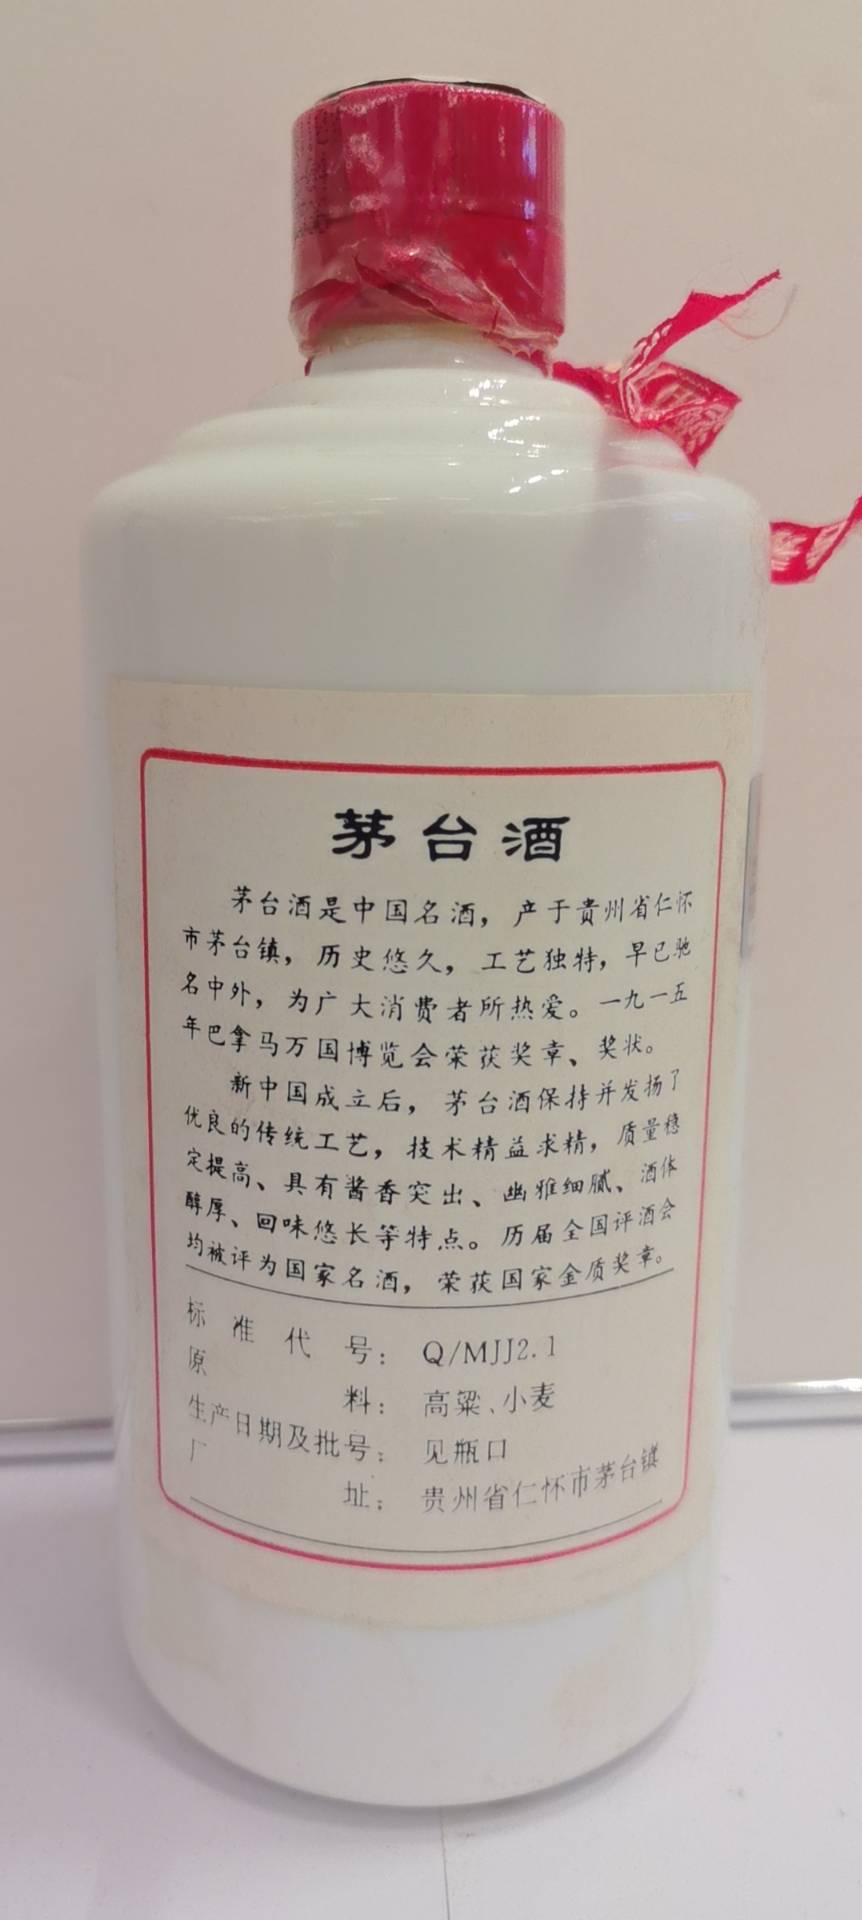 茅台酒
茅台酒是中国名酒，产于贵州省仁怀
市茅台镇，历史悠久，工艺独特，早已驰
名中外，为广大消费者所热爱。一九一五
年巴拿马万国博览会荣获奖章、奖状。
新中国成立后，茅台酒保持并发扬了
优良的传统工艺，技术精益求精，质量稳
定提高、具有酱香突出、幽雅细腻、酒体
醇厚、回味悠长等特点。历届全国评酒会
均被评为国家名酒，荣获国家金质奖章。
标准代号：Q/MJJ2.1
原料：高粱、小麦
生产日期及批号：见瓶口
厂址：贵州省仁怀市茅台镇